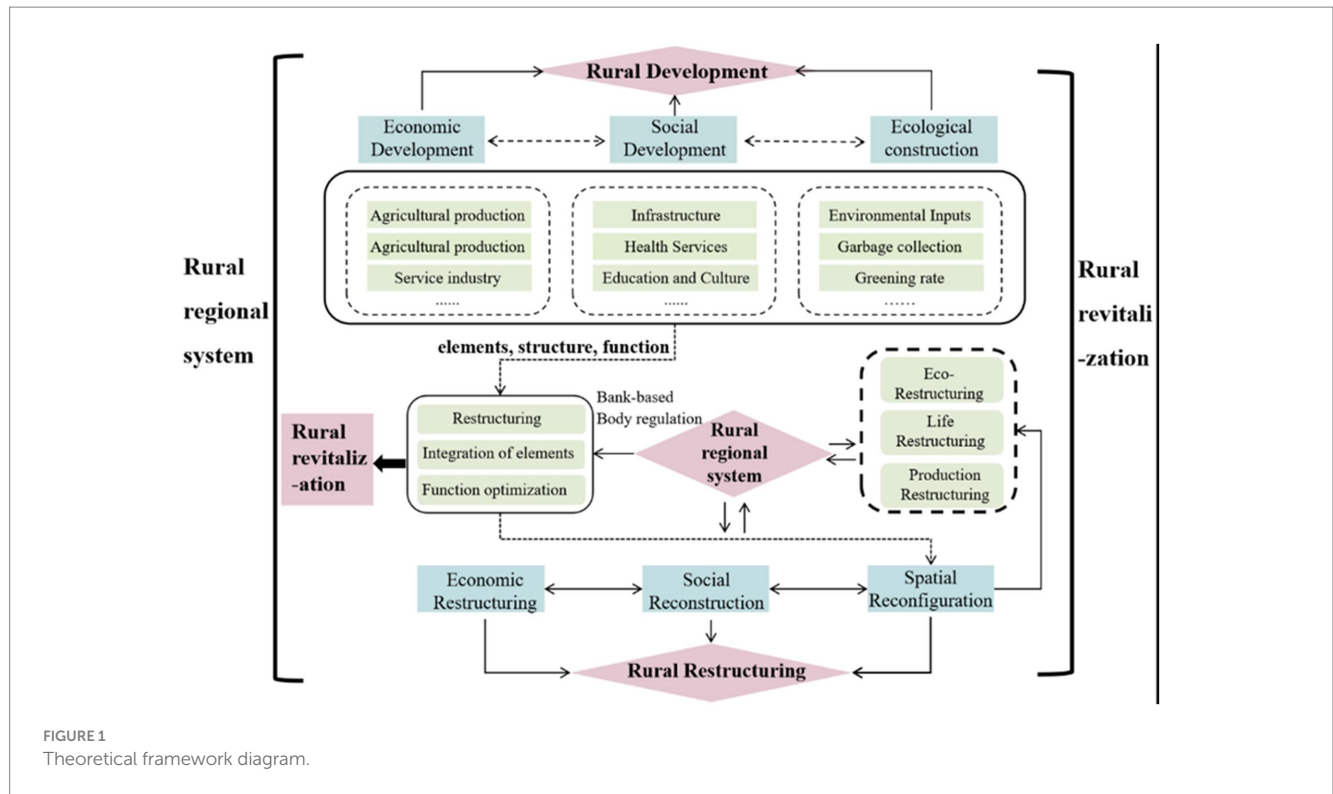 Rural Development
Economic
Development
Social
Development
Ecological
construction
Agricultural production
Agricultural production
Service industry
......
Infrastructure
Health Services
Education and Culture
......
Environmental Inputs
Garbage collection
Greening rate
......
Rural
regional
system
Rural
revitali
-zation
elements, structure, function
Bank-based
Body regulation
Restructuring
Integration of elements
Function optimization
Rural
revitaliz
-ation
Rural
regional
system
Eco-
Restructuring
Life
Restructuring
Production
Restructuring
Economic
Restructuring
Social
Reconstruction
Spatial
Reconfiguration
Rural Restructuring
FIGURE 1
Theoretical framework diagram.